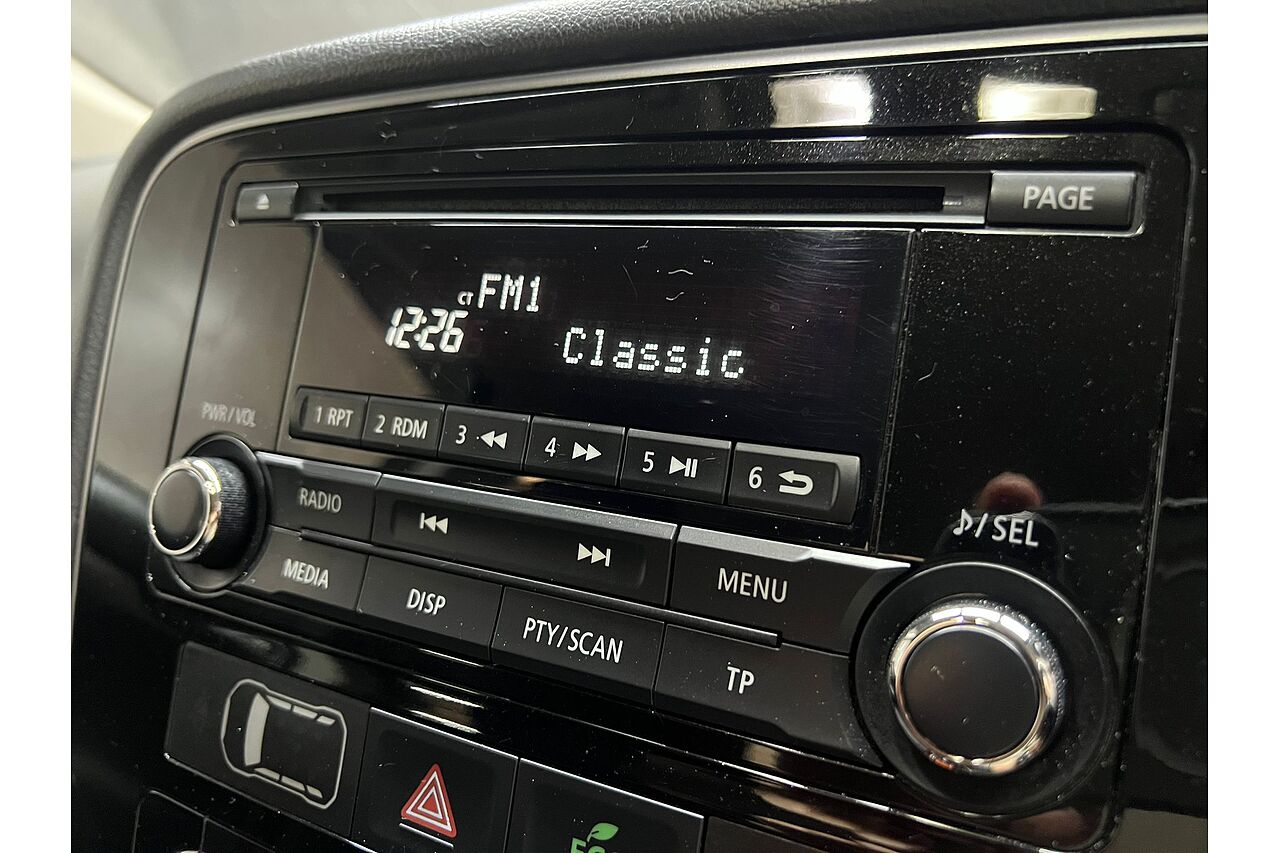 PAGE
CT FM1
12:26
Classic
PWR/VOL
1 RPT
2 RDM
3
4
5
6
RADIO
MENU
♪/SEL
MEDIA
DISP
PTY/SCAN
TP